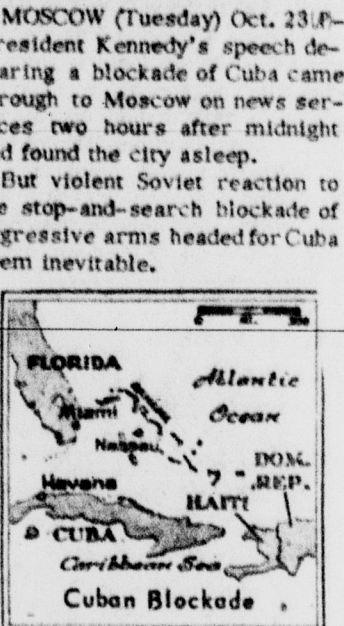 MOSCOW (Tuesday) Oct. 23
resident Kennedy's speech de-
aring a blockade of Cuba came
rough to Moscow on news ser-
ces two hours after midnight
d found the city asleep.
But violent Soviet reaction to
e stop-and-search blockade of
gressive arms headed for Cuba
em inevitable.
FLORIDA
Atlantic
Miami
Ocean
Nassau
DOM.
Havana
REP.
HAITI
CUBA
Caribbean Sea
Cuban Blockade